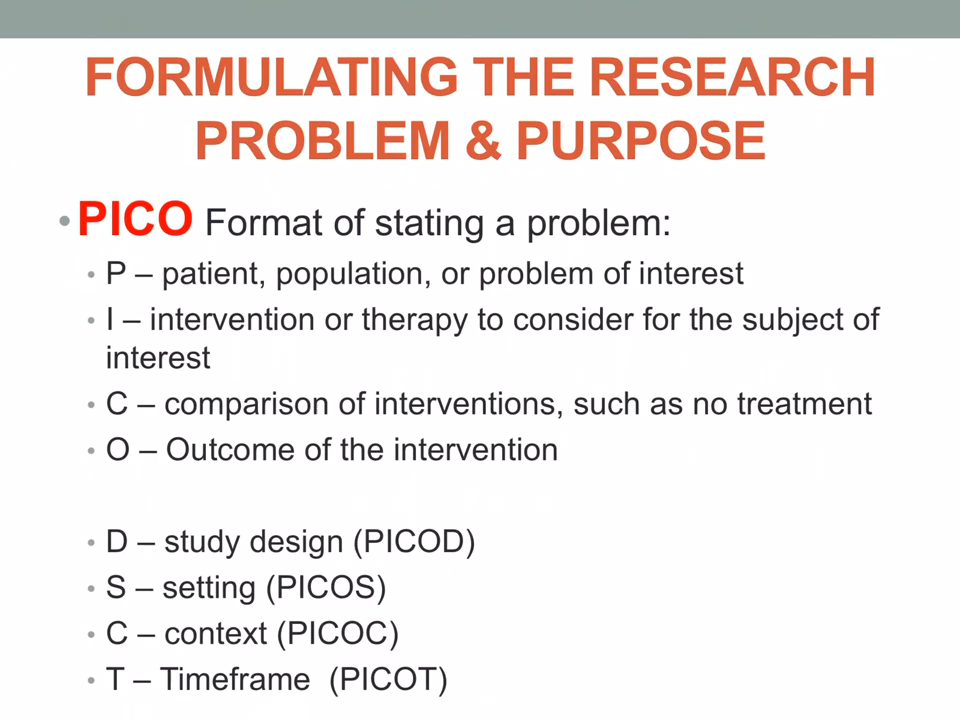 FORMULATING THE RESEARCH
PROBLEM & PURPOSE
•PICO Format of stating a problem:
• P – patient, population, or problem of interest
• I – intervention or therapy to consider for the subject of
interest
• C – comparison of interventions, such as no treatment
• O – Outcome of the intervention
• D – study design (PICOD)
• S – setting (PICOS)
• C – context (PICOC)
• T – Timeframe  (PICOT)